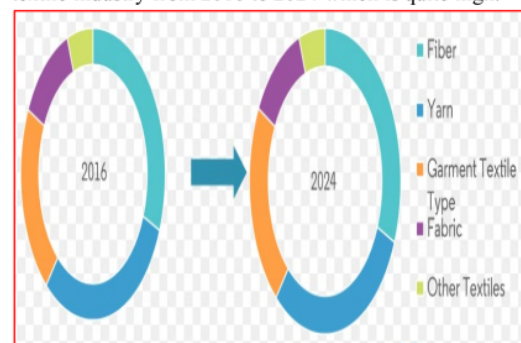 2016
2024
Fiber
Yarn
Garment Textile
Type
Fabric
Other Textiles